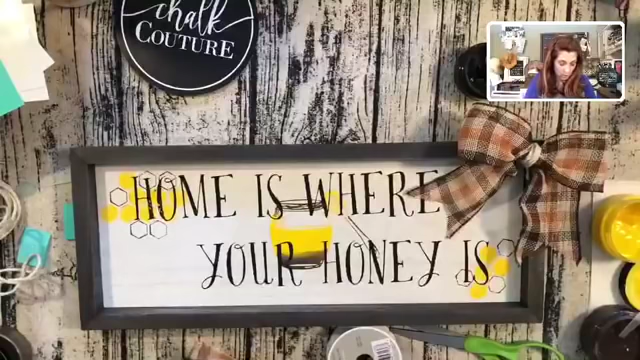 chalk
COUTURE
HOME IS WHERE
YOUR HONEY IS